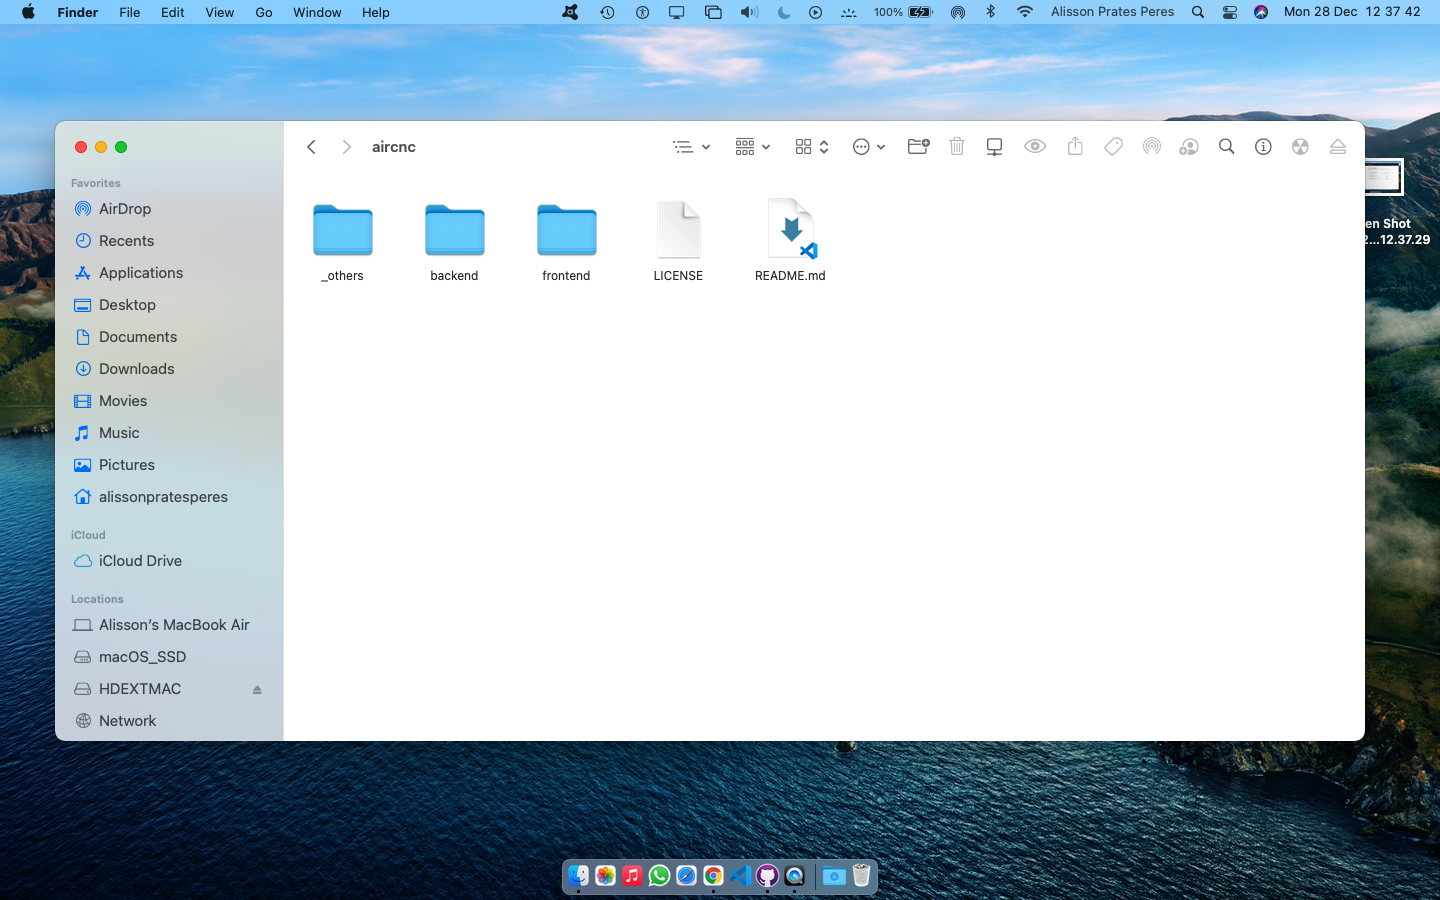 Finder File Edit View Go Window Help 100% Alisson Prates Peres Mon 28 Dec 12 37 42
aircnc
Favorites
AirDrop
Recents
Applications
Desktop
Documents
Downloads
Movies
Music
Pictures
alissonpratesperes
iCloud
iCloud Drive
Locations
Alisson's MacBook Air
macOS_SSD
HDEXTMAC
Network
_others backend frontend LICENSE README.md
en Shot
2...12.37.29